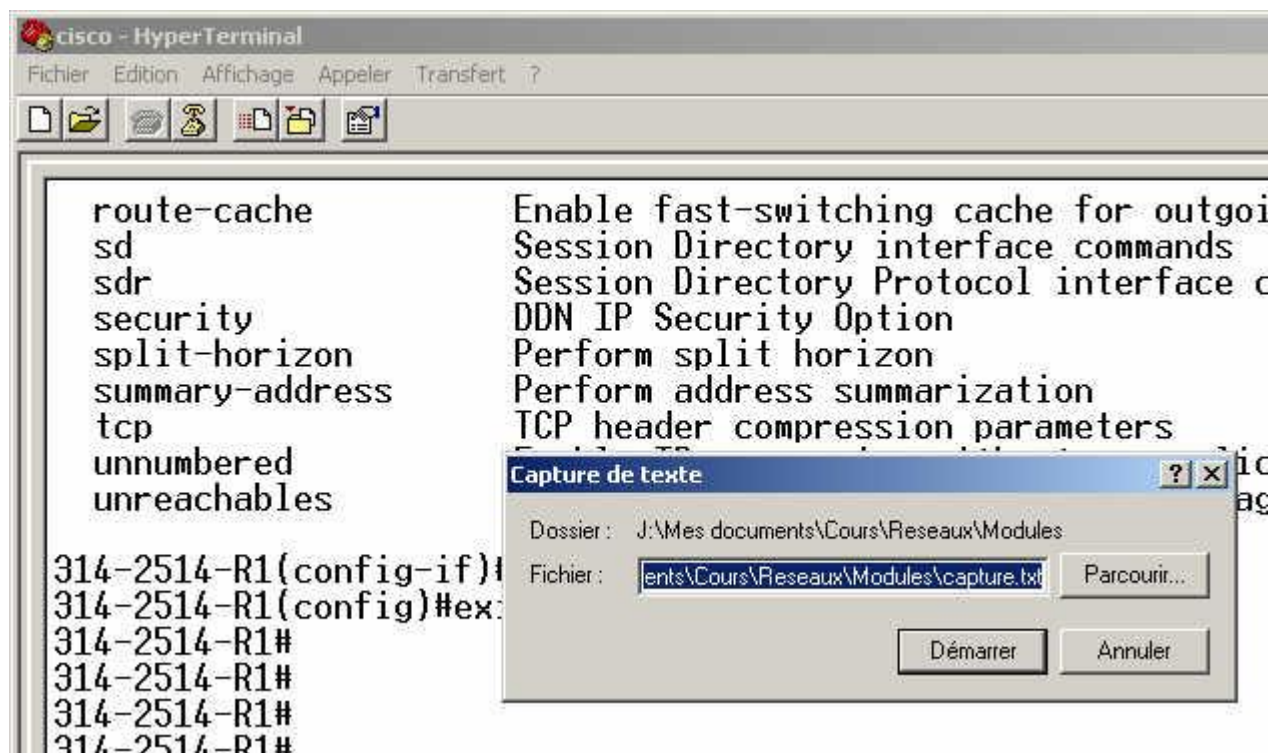 cisco - HyperTerminal
Fichier Edition Affichage Appeler Transfert ?
route-cache Enable fast-switching cache for outgoi
sd Session Directory interface commands
sdr Session Directory Protocol interface c
security DDN IP Security Option
split-horizon Perform split horizon
summary-address Perform address summarization
tcp TCP header compression parameters
unnumbered
unreachables
314-2514-R1(config-if)#
314-2514-R1(config)#ex
314-2514-R1#
314-2514-R1#
314-2514-R1#
314-2514-R1#
Capture de texte
Dossier : J:\Mes documents\Cours\Reseaux\Modules
Fichier : ents\Cours\Reseaux\Modules\capture.txt Parcourir...
Démarrer Annuler